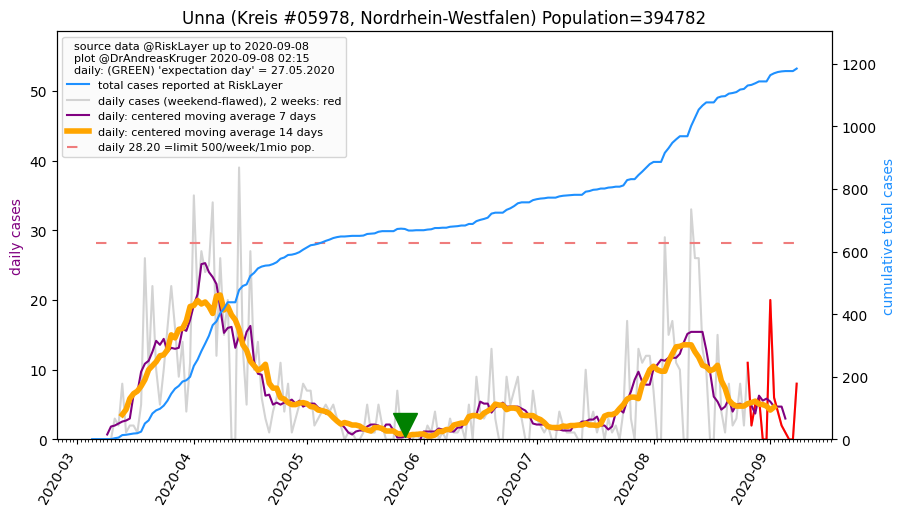 Unna (Kreis #05978, Nordrhein-Westfalen) Population=394782
source data @RiskLayer up to 2020-09-08
plot @DrAndreasKruger 2020-09-08 02:15
daily: (GREEN) 'expectation day' = 27.05.2020
total cases reported at RiskLayer
daily cases (weekend-flawed), 2 weeks: red
daily: centered moving average 7 days
daily: centered moving average 14 days
daily 28.20 =limit 500/week/1mio pop.
daily cases
50
40
30
20
10
0
cumulative total cases
1200
1000
800
600
400
200
0
2020-03
2020-04
2020-05
2020-06
2020-07
2020-08
2020-09